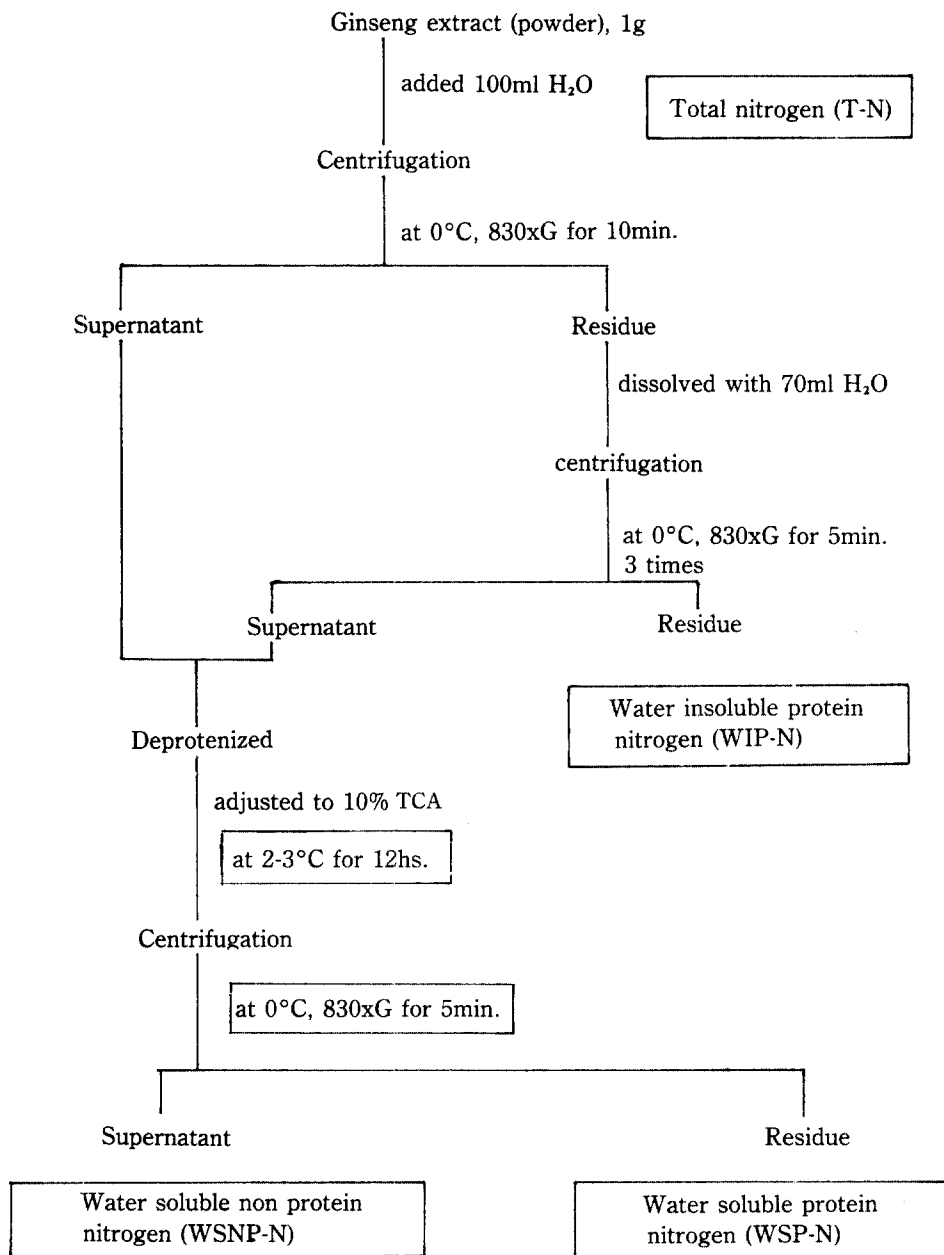 Ginseng extract (powder), 1g
added 100ml H₂O
Total nitrogen (T-N)
Centrifugation
at 0°C, 830xG for 10min.
Supernatant
Residue
dissolved with 70ml H₂O
centrifugation
at 0°C, 830xG for 5min.
3 times
Supernatant
Residue
Water insoluble protein
nitrogen (WIP-N)
Deprotenized
adjusted to 10% TCA
at 2-3°C for 12hs.
Centrifugation
at 0°C, 830xG for 5min.
Supernatant
Residue
Water soluble non protein
nitrogen (WSNP-N)
Water soluble protein
nitrogen (WSP-N)